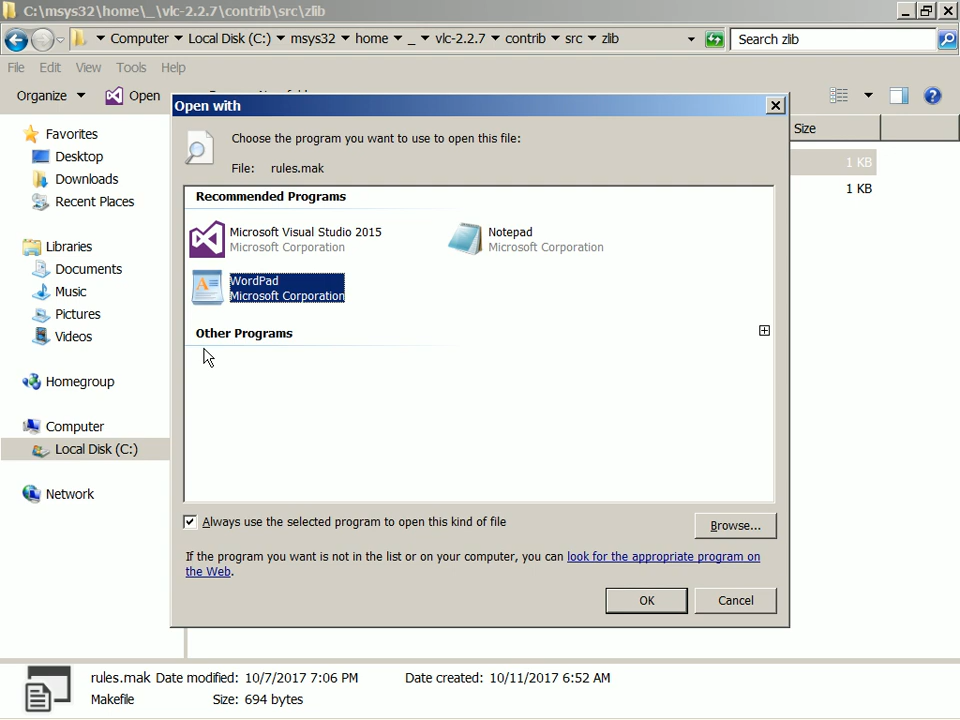 C:\msys32\home\_\vlc-2.2.7\contrib\src\zlib
Computer Local Disk (C:) msys32 home _ vlc-2.2.7 contrib src zlib
Search zlib
File Edit View Tools Help
Organize Open
Open with
Choose the program you want to use to open this file:
File: rules.mak
Recommended Programs
Microsoft Visual Studio 2015
Microsoft Corporation
Notepad
Microsoft Corporation
WordPad
Microsoft Corporation
Other Programs
Always use the selected program to open this kind of file
Browse...
If the program you want is not in the list or on your computer, you can look for the appropriate program on
the Web.
OK
Cancel
Favorites
Desktop
Downloads
Recent Places
Libraries
Documents
Music
Pictures
Videos
Homegroup
Computer
Local Disk (C:)
Network
Size
1 KB
1 KB
rules.mak Date modified: 10/7/2017 7:06 PM Date created: 10/11/2017 6:52 AM
Makefile Size: 694 bytes